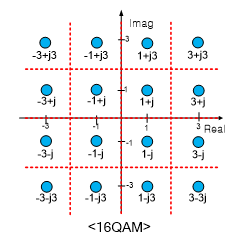 Imag
3
-3+j3 -1+j3 1+j3 3+j3
1
-3+j -1+j 1+j 3+j
-3 -1 1 3 Real
-1
-3-j -1-j 1-j 3-j
-3
-3-j3 -1-j3 1-j3 3-3j
<16QAM>